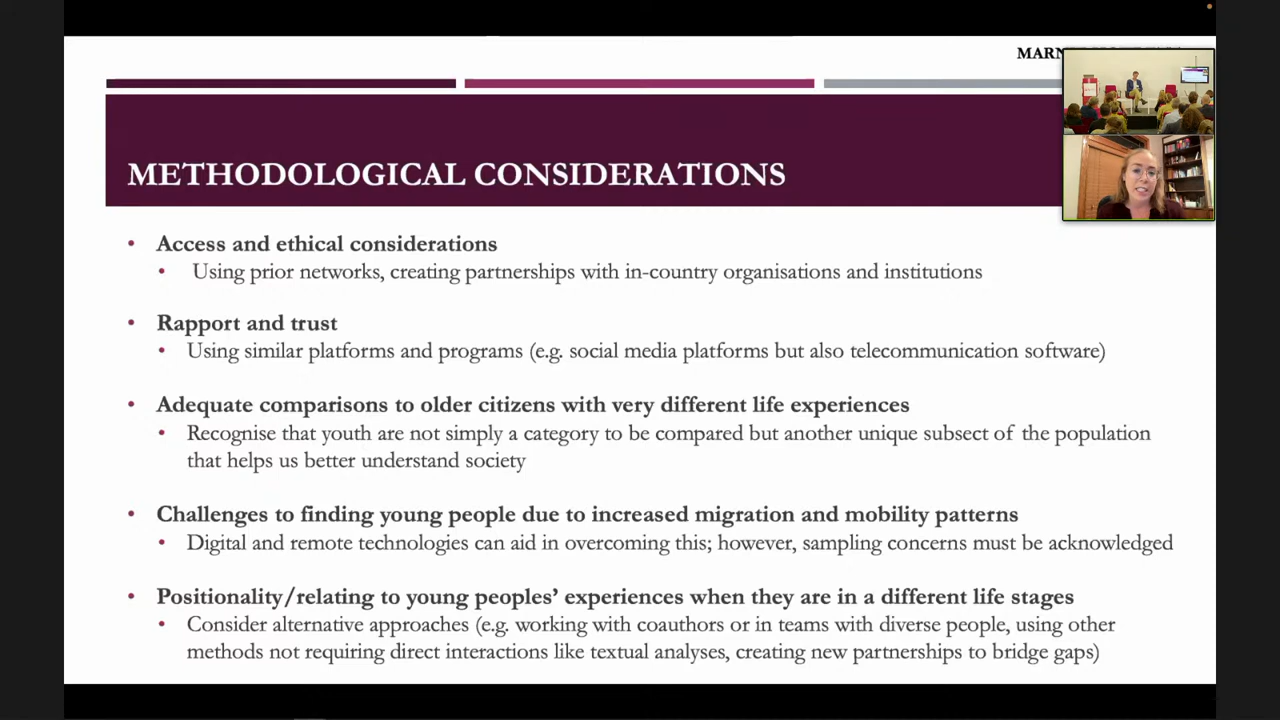 METHODOLOGICAL CONSIDERATIONS
• Access and ethical considerations
• Using prior networks, creating partnerships with in-country organisations and institutions
• Rapport and trust
• Using similar platforms and programs (e.g. social media platforms but also telecommunication software)
• Adequate comparisons to older citizens with very different life experiences
• Recognise that youth are not simply a category to be compared but another unique subsect of the population
that helps us better understand society
• Challenges to finding young people due to increased migration and mobility patterns
• Digital and remote technologies can aid in overcoming this; however, sampling concerns must be acknowledged
• Positionality/relating to young peoples’ experiences when they are in a different life stages
• Consider alternative approaches (e.g. working with coauthors or in teams with diverse people, using other
methods not requiring direct interactions like textual analyses, creating new partnerships to bridge gaps)